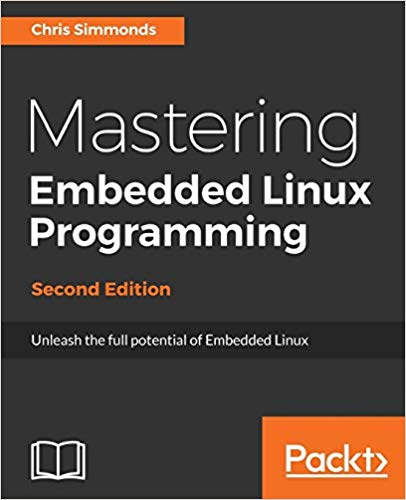 Chris Simmonds
Mastering
Embedded Linux
Programming
Second Edition
Unleash the full potential of Embedded Linux
Packt>